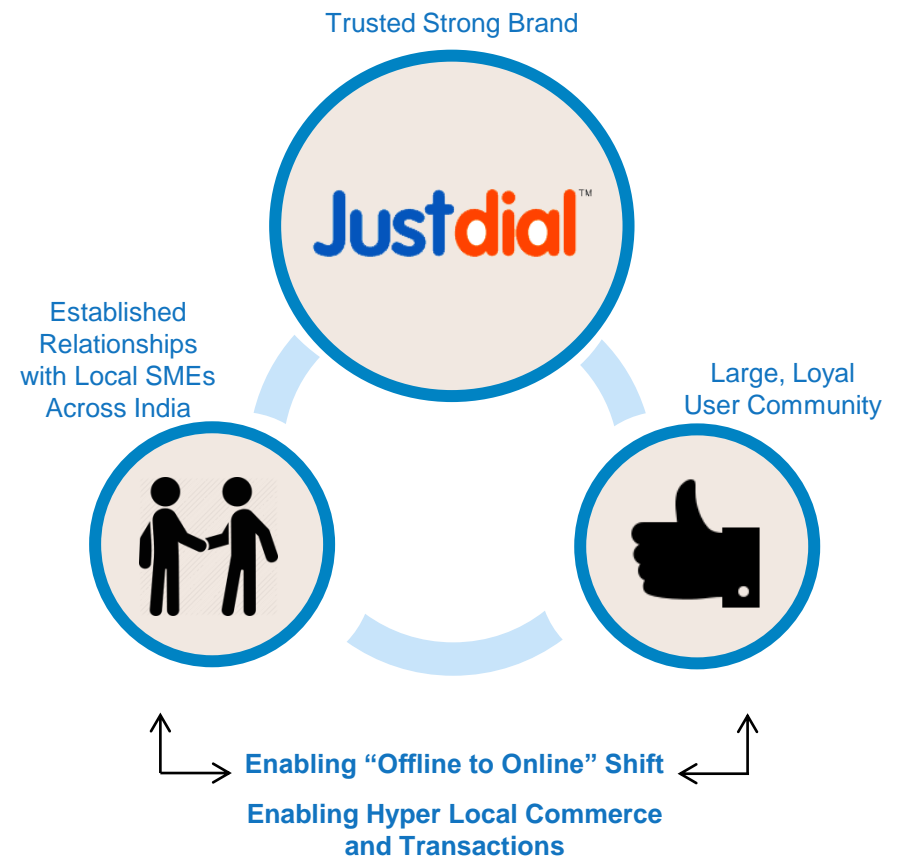 Trusted Strong Brand
Justdial™
Established
Relationships
with Local SMEs
Across India
Large, Loyal
User Community
Enabling “Offline to Online” Shift
Enabling Hyper Local Commerce
and Transactions